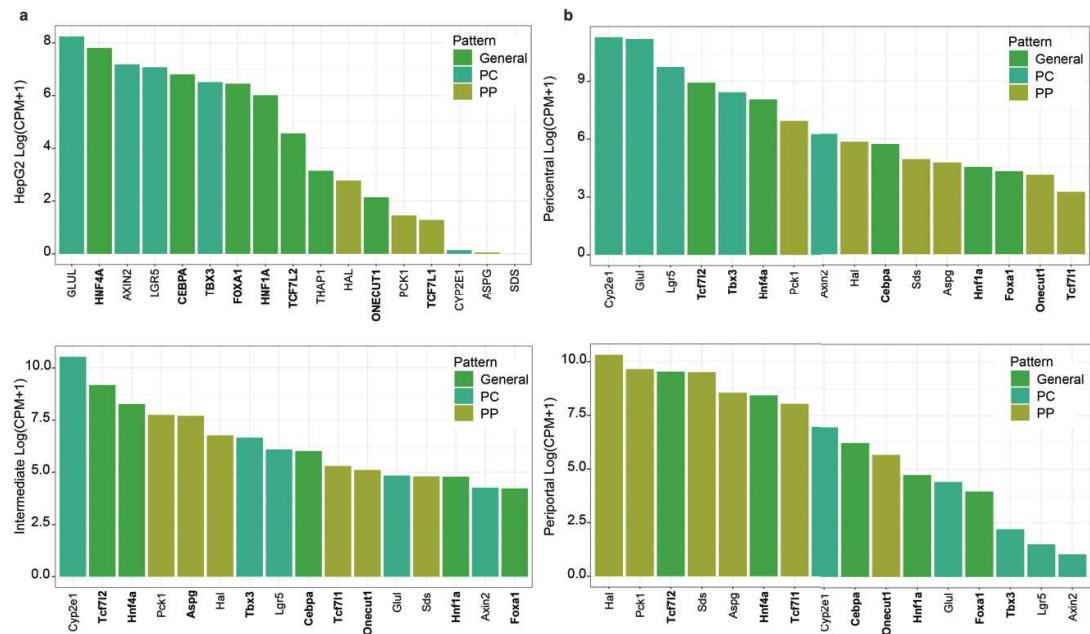 a
HepG2 Log(CPM+1)
8
6
4
2
0
Pattern
General
PC
PP
GLUL HNF4A AXIN2 LGR5 CEBPA TBX3 FOXA1 HNF1A TCF7L2 THAP1 HAL ONECUT1 PCK1 TCF7L1 CYP2E1 ASPG SDS
b
Pericentral Log(CPM+1)
9
6
3
0
Pattern
General
PC
PP
Cyp2e1 Glul Lgr5 Tcf7l2 Tbx3 Hnf4a Pck1 Axin2 Hal Cebpa Sds Aspg Hnf1a Foxa1 Onecut1 Tcf7l1
Intermediate Log(CPM+1)
10.0
7.5
5.0
2.5
0.0
Pattern
General
PC
PP
Cyp2e1 Tcf7l2 Hnf4a Pck1 Aspg Hal Tbx3 Lgr5 Cebpa Tcf7l1 Onecut1 Glul Sds Hnf1a Axin2 Foxa1
Periportal Log(CPM+1)
10.0
7.5
5.0
2.5
0.0
Pattern
General
PC
PP
Hal Pck1 Tcf7l2 Sds Aspg Hnf4a Tcf7l1 Cyp2e1 Cebpa Onecut1 Hnf1a Glul Foxa1 Tbx3 Lgr5 Axin2